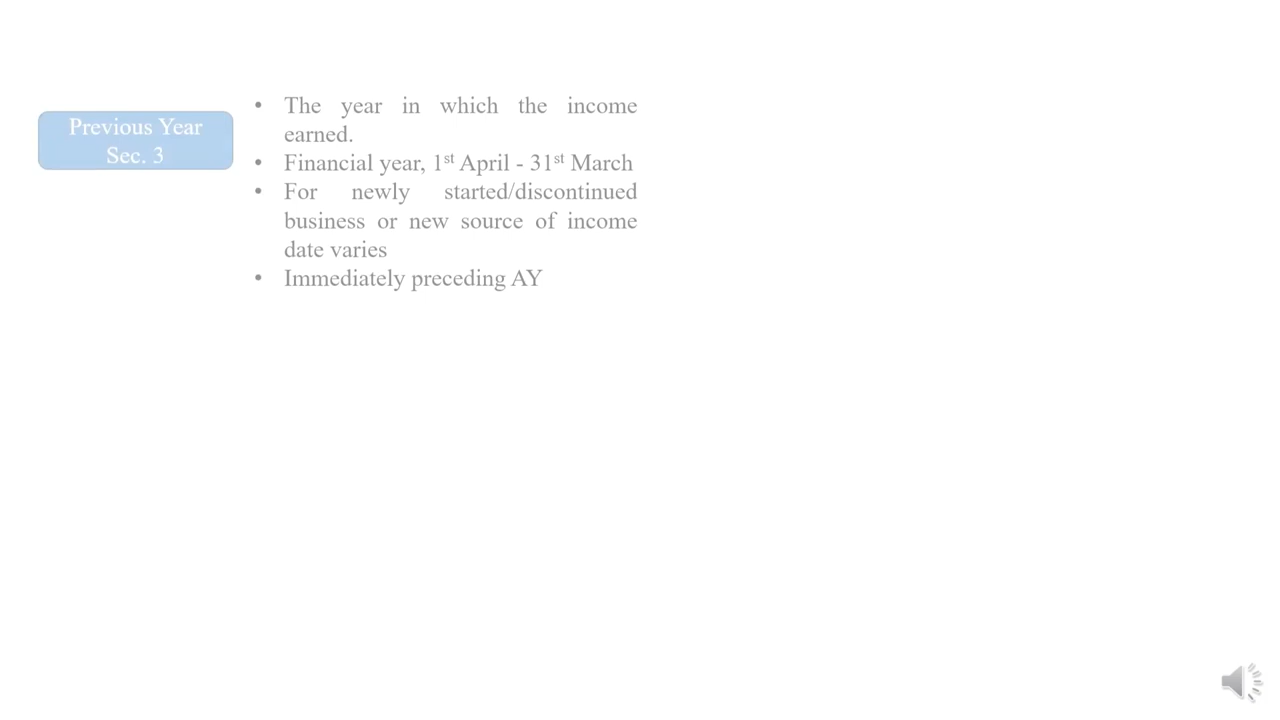 Previous Year
Sec. 3
• The year in which the income
earned.
• Financial year, 1st April - 31st March
• For newly started/discontinued
business or new source of income
date varies
• Immediately preceding AY